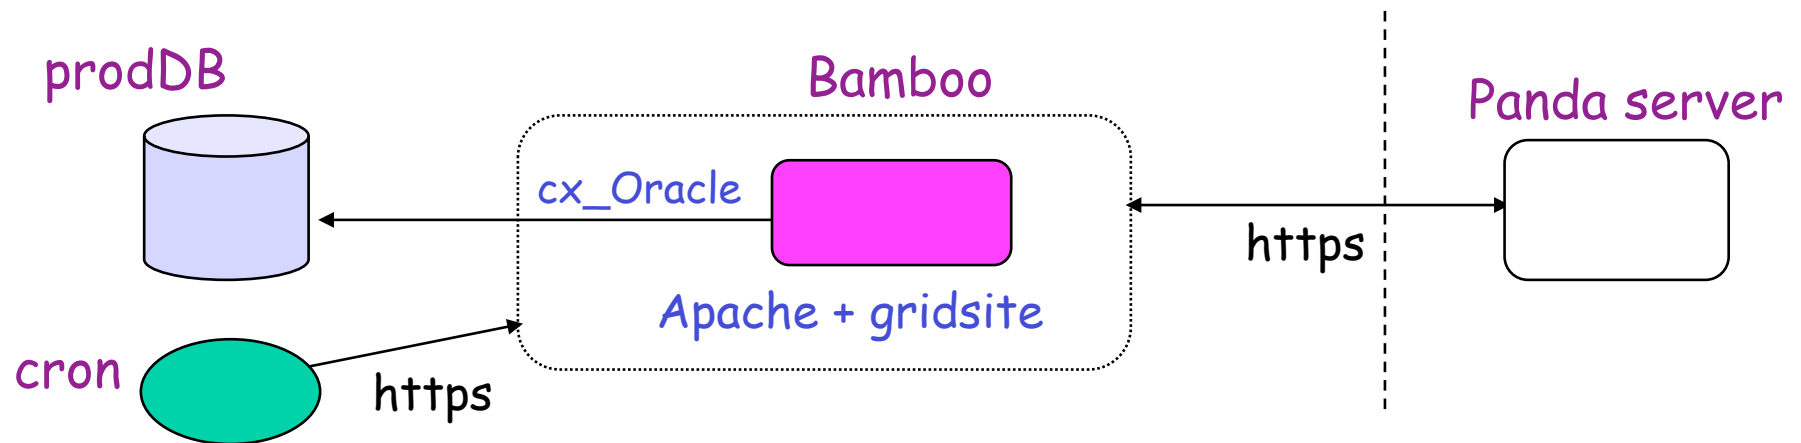 prodDB
Bamboo
Panda server
cx_Oracle
https
Apache + gridsite
cron
https